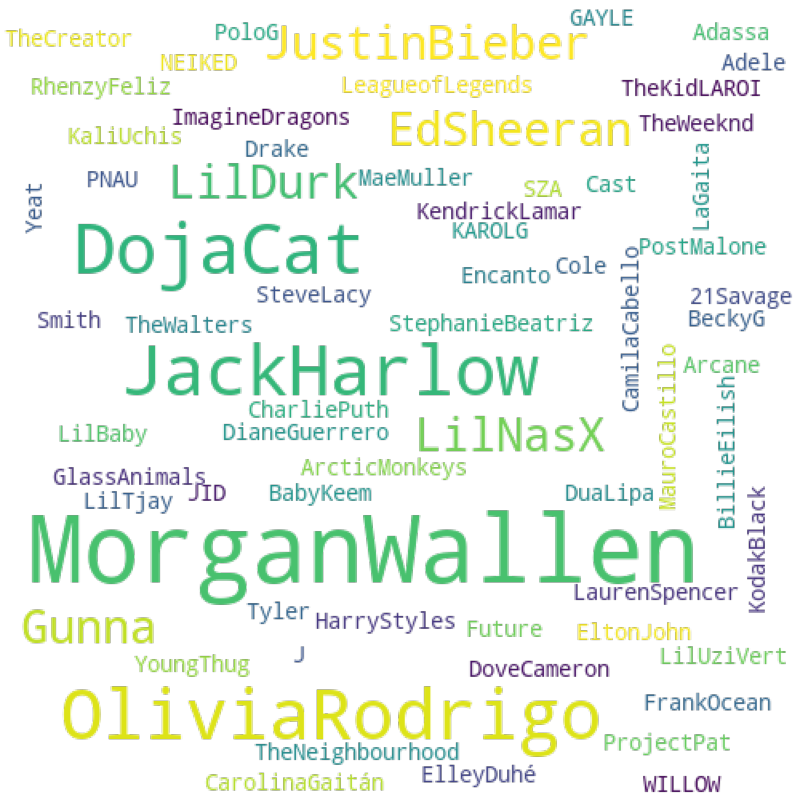 GAYLE
TheCreator
PoloG
JustinBieber
Adassa
NEIKED
Adele
RhenzyFeliz
LeagueofLegends
TheKidLAROI
ImagineDragons
EdSheeran
TheWeeknd
KaliUchis
Drake
LilDurk
MaeMuller
PNAU
SZA
Cast
LaGaita
Yeat
KendrickLamar
KAROLG
DojaCat
PostMalone
Encanto
Cole
SteveLacy
CamilaCabello
21Savage
Smith
TheWalters
StephanieBeatriz
BeckyG
JackHarlow
Arcane
MauroCastillo
CharliePuth
LilBaby
DianeGuerrero
LilNasX
BillieEilish
ArcticMonkeys
GlassAnimals
LilTjay
JID
BabyKeem
DuaLipa
KodakBlack
MorganWallen
LaurenSpencer
Gunna
Tyler
HarryStyles
Future
EltonJohn
YoungThug
J
DoveCameron
LilUziVert
OliviaRodrigo
FrankOcean
TheNeighbourhood
ProjectPat
CarolinaGaitán
ElleyDuhé
WILLOW